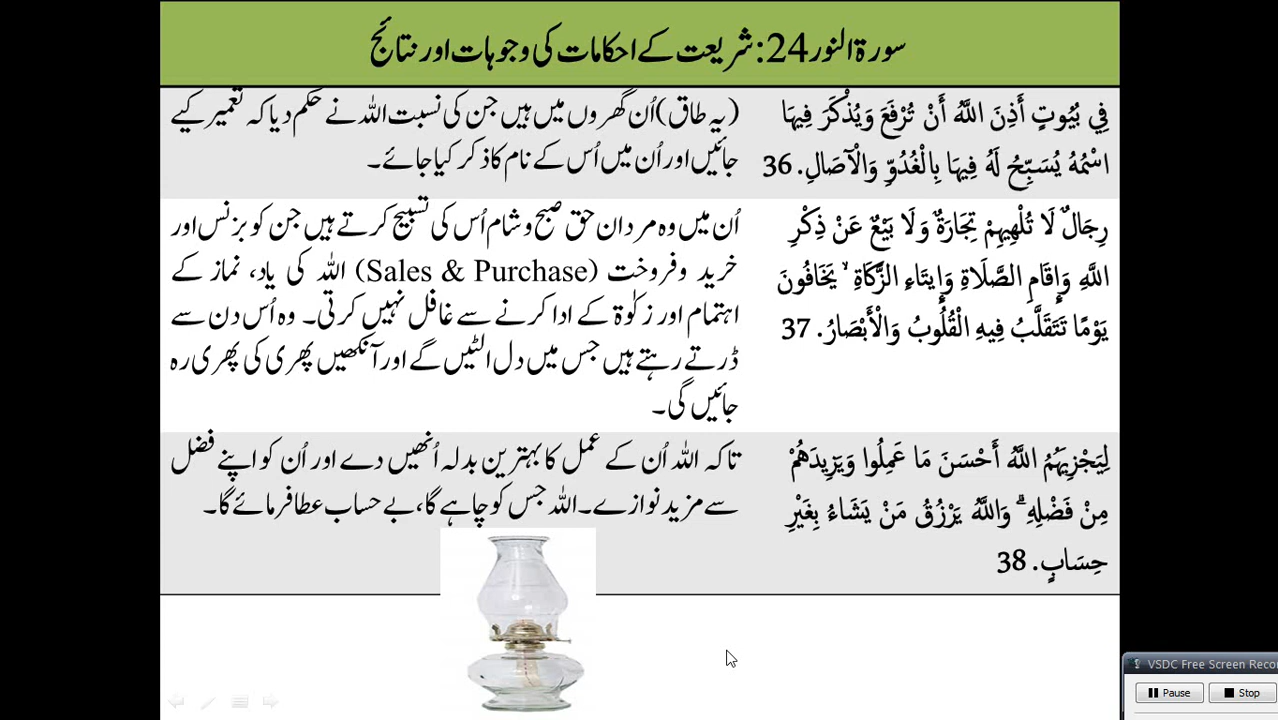 سورۃ النور 24: شریعت کے احکامات کی وجوہات اور نتائج
فِي بُيُوتٍ أَذِنَ اللَّهُ أَنْ تُرْفَعَ وَيُذْكَرَ فِيهَا
اسْمُهُ يُسَبِّحُ لَهُ فِيهَا بِالْغُدُوِّ وَالْآصَالِ. 36
(یہ طاق) اُن گھروں میں ہیں جن کی نسبت اللہ نے حکم دیا کہ تعمیر کیے
جائیں اور اُن میں اُس کے نام کا ذکر کیا جائے۔
رِجَالٌ لَا تُلْهِيهِمْ تِجَارَةٌ وَلَا بَيْعٌ عَنْ ذِكْرِ
اللَّهِ وَإِقَامِ الصَّلَاةِ وَإِيتَاءِ الزَّكَاةِ ۙ يَخَافُونَ
يَوْمًا تَتَقَلَّبُ فِيهِ الْقُلُوبُ وَالْأَبْصَارُ. 37
اُن میں وہ مردان حق صبح و شام اُس کی تسبیح کرتے ہیں جن کو بزنس اور
خرید وفروخت (Sales & Purchase) اللہ کی یاد، نماز کے
اہتمام اور زکوٰۃ کے ادا کرنے سے غافل نہیں کرتی۔ وہ اُس دن سے
ڈرتے رہتے ہیں جس میں دل الٹیں گے اور آنکھیں پھری کی پھری رہ
جائیں گی۔
لِيَجْزِيَهُمُ اللَّهُ أَحْسَنَ مَا عَمِلُوا وَيَزِيدَهُمْ
مِنْ فَضْلِهِ ۗ وَاللَّهُ يَرْزُقُ مَنْ يَشَاءُ بِغَيْرِ
حِسَابٍ. 38
تاکہ اللہ اُن کے عمل کا بہترین بدلہ اُنھیں دے اور اُن کو اپنے فضل
سے مزید نوازے۔ اللہ جس کو چاہے گا، بے حساب عطا فرمائے گا۔
VSDC Free Screen Recor
Pause
Stop